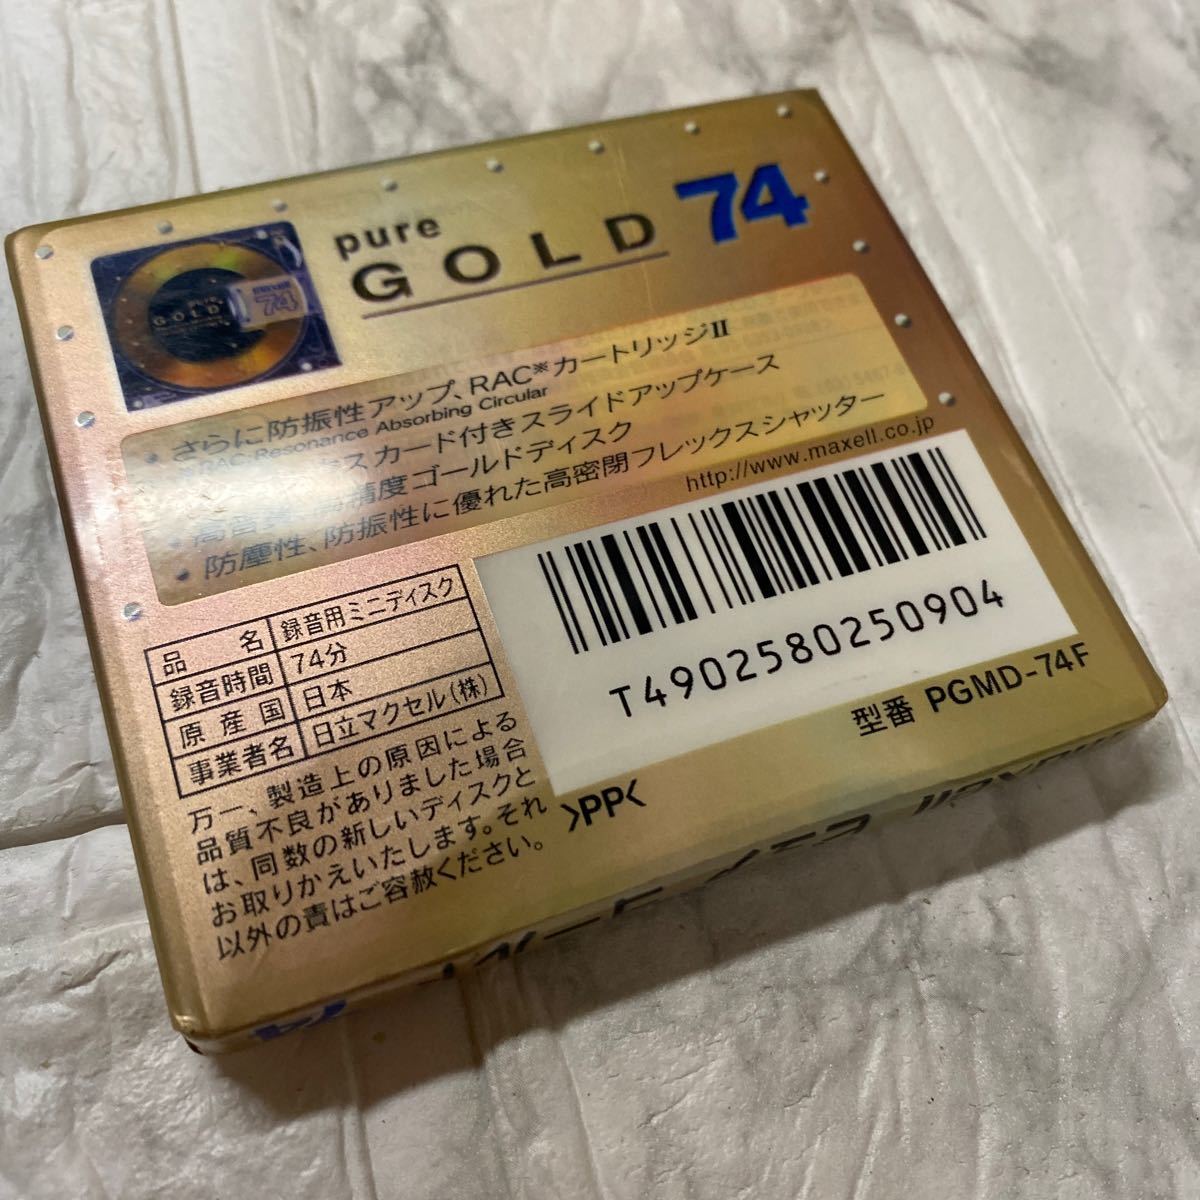 pure
GOLD 74
pure
GOLD
maxell
74
・さらに防振性アップ、RAC※カートリッジII
※RAC:Resonance Absorbing Circular
スカード付きスライドアップケース
・高音質 精度ゴールドディスク
・防塵性、防振性に優れた高密閉フレックスシャッター
http://www.maxell.co.jp
T4902580250904
型番 PGMD-74F
品名 録音用ミニディスク
録音時間 74分
原産国 日本
事業者名 日立マクセル(株)
万一、製造上の原因による
品質不良がありました場合
は、同数の新しいディスクと
お取りかえいたします。それ
以外の責はご容赦ください。
>PP<
maxell
74